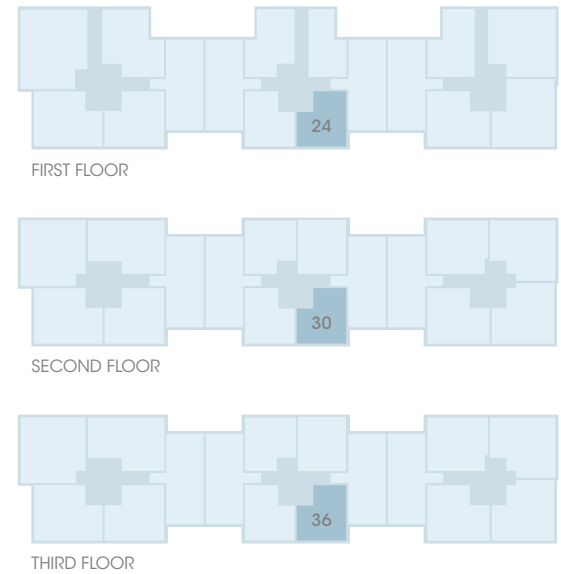 24
FIRST FLOOR
30
SECOND FLOOR
36
THIRD FLOOR